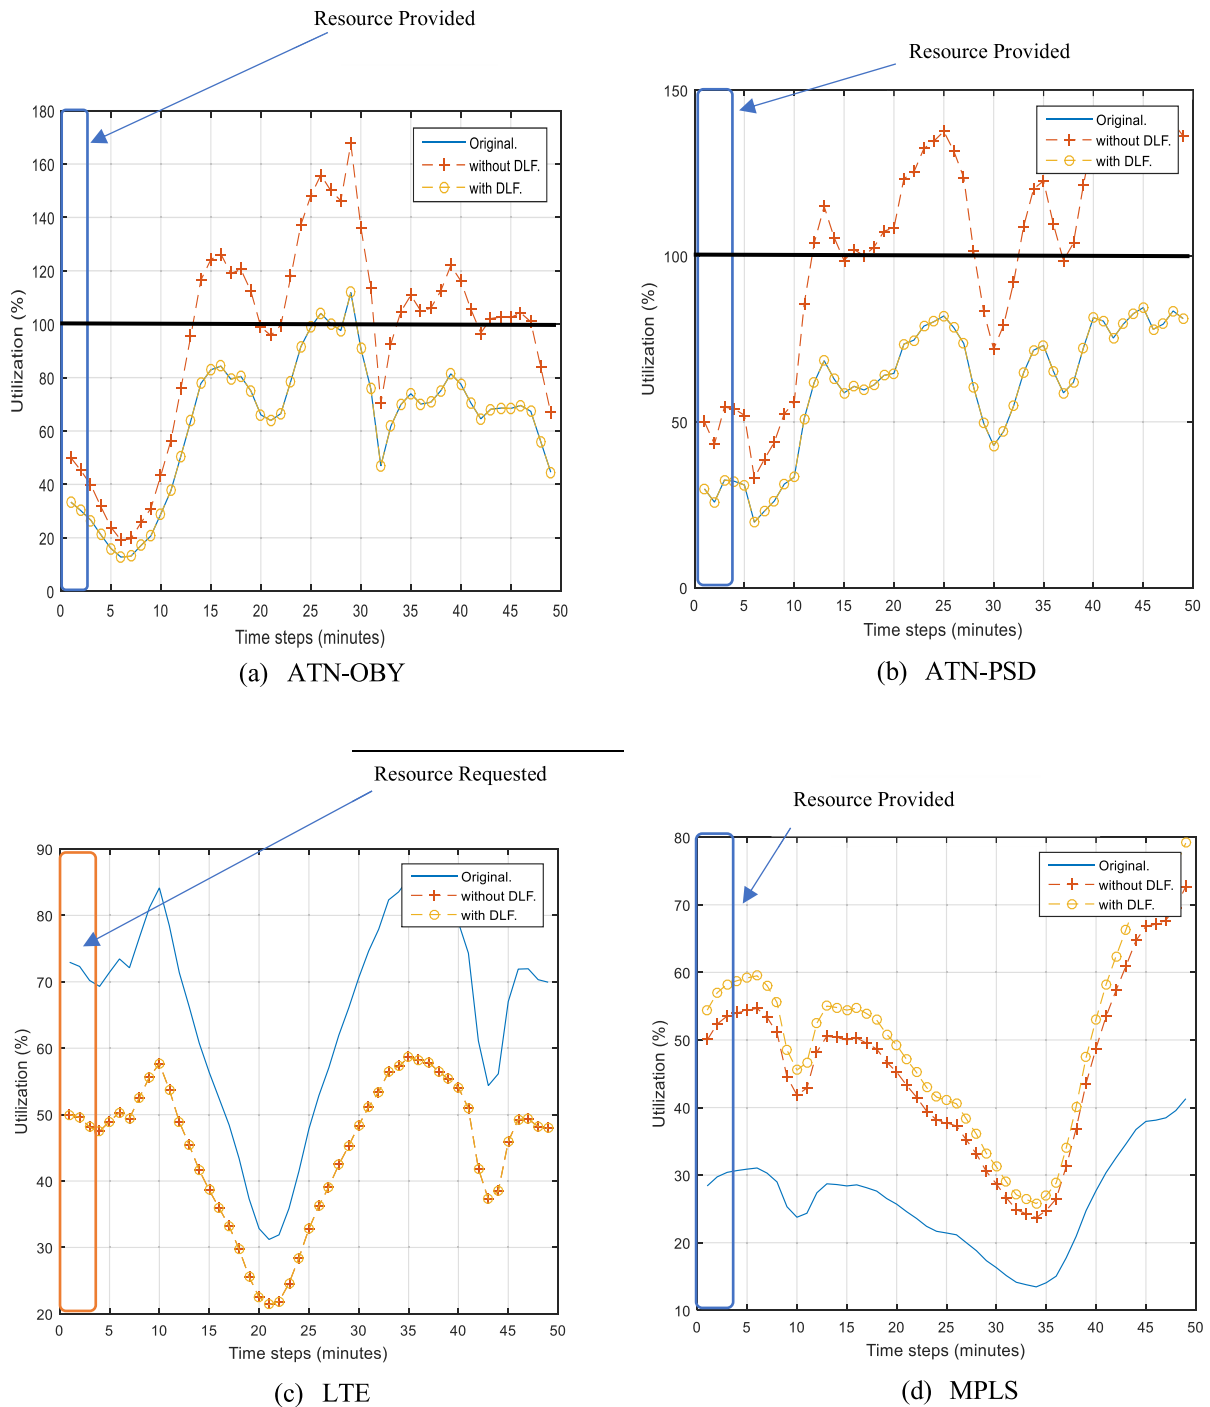 Resource Provided
180
160
140
120
100
80
60
40
20
0
Utilization (%)
Original.
without DLF.
with DLF.
0 5 10 15 20 25 30 35 40 45 50
Time steps (minutes)
(a) ATN-OBY
Resource Provided
150
100
50
0
Utilization (%)
Original.
without DLF.
with DLF.
0 5 10 15 20 25 30 35 40 45 50
Time steps (minutes)
(b) ATN-PSD
Resource Requested
90
80
70
60
50
40
30
20
Utilization (%)
Original.
without DLF.
with DLF.
0 5 10 15 20 25 30 35 40 45 50
Time steps (minutes)
(c) LTE
Resource Provided
80
70
60
50
40
30
20
10
Utilization (%)
Original.
without DLF.
with DLF.
0 5 10 15 20 25 30 35 40 45 50
Time steps (minutes)
(d) MPLS